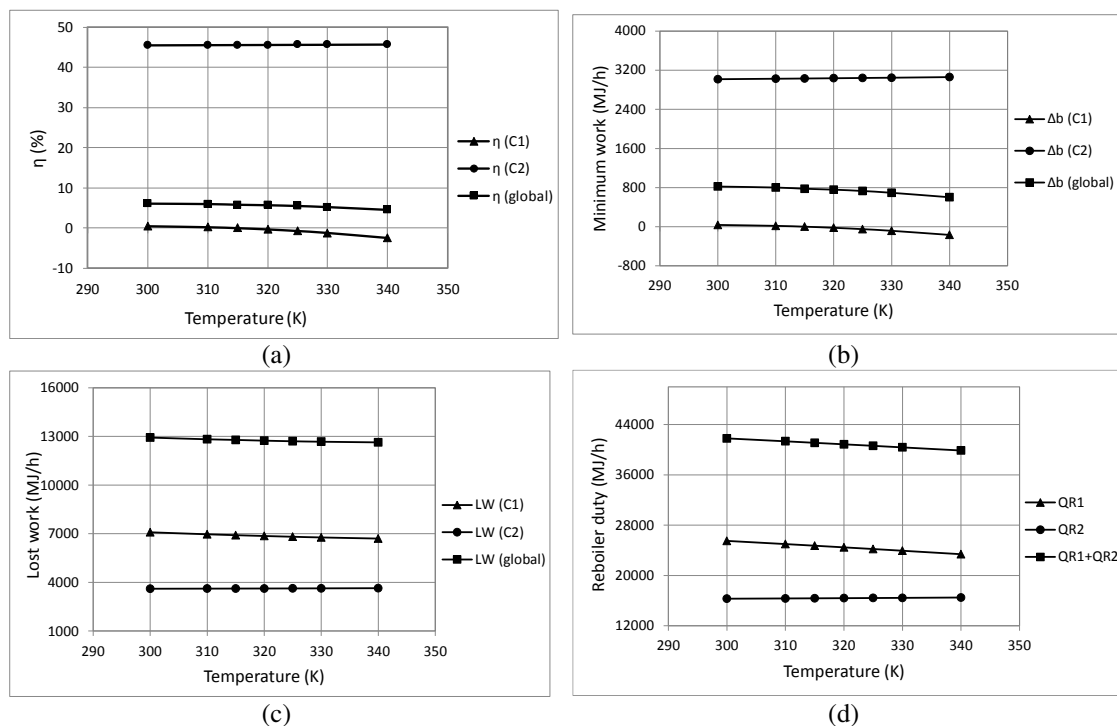 50
40
30
20
10
0
-10
290 300 310 320 330 340 350
η (%)
Temperature (K)
η (C1)
η (C2)
η (global)
(a)
4000
3200
2400
1600
800
0
-800
290 300 310 320 330 340 350
Minimum work (MJ/h)
Temperature (K)
Δb (C1)
Δb (C2)
Δb (global)
(b)
16000
13000
10000
7000
4000
1000
290 300 310 320 330 340 350
Lost work (MJ/h)
Temperature (K)
LW (C1)
LW (C2)
LW (global)
(c)
44000
36000
28000
20000
12000
290 300 310 320 330 340 350
Reboiler duty (MJ/h)
Temperature (K)
QR1
QR2
QR1+QR2
(d)